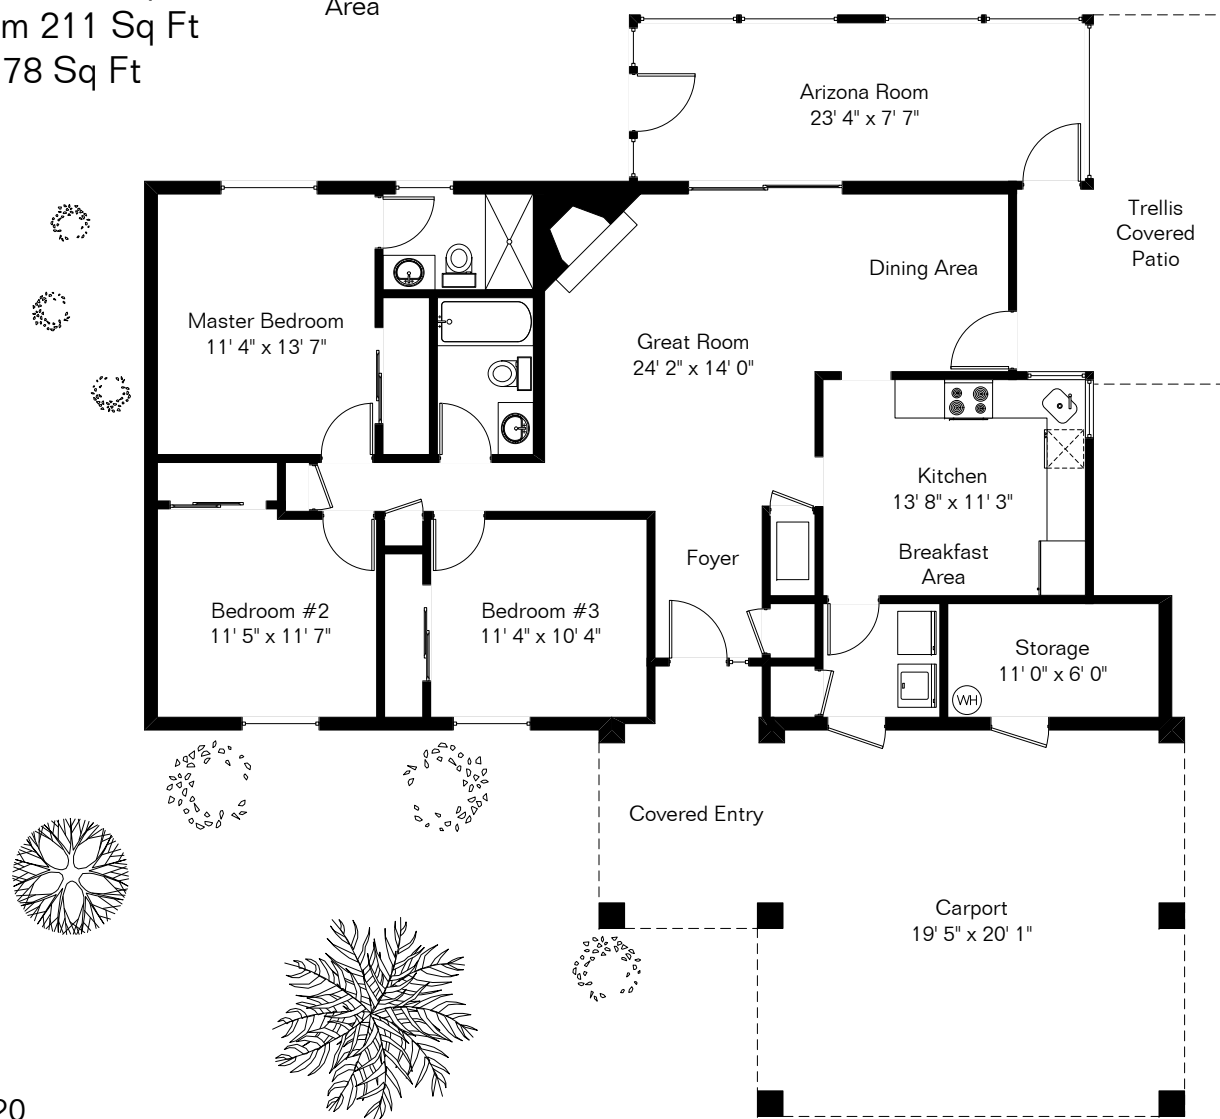 Area
m 211 Sq Ft
78 Sq Ft
Arizona Room
23' 4" x 7' 7"
Trellis
Covered
Patio
Dining Area
Master Bedroom
11' 4" x 13' 7"
Great Room
24' 2" x 14' 0"
Kitchen
13' 8" x 11' 3"
Breakfast
Area
Foyer
Bedroom #2
11' 5" x 11' 7"
Bedroom #3
11' 4" x 10' 4"
Storage
11' 0" x 6' 0"
WH
Covered Entry
Carport
19' 5" x 20' 1"
20